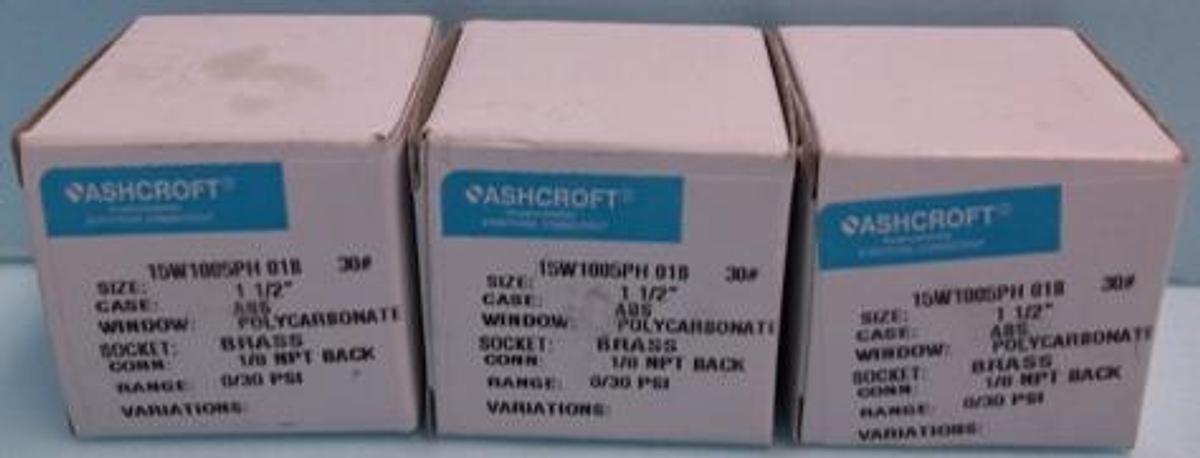 ASHCROFT®
15W1005PH 01B 30#
SIZE: 1 1/2"
CASE: ABS
WINDOW: POLYCARBONATE
SOCKET: BRASS
CONN: 1/8 NPT BACK
RANGE: 0/30 PSI
VARIATIONS:
ASHCROFT®
15W1005PH 01B 30#
SIZE: 1 1/2"
CASE: ABS
WINDOW: POLYCARBONATE
SOCKET: BRASS
CONN: 1/8 NPT BACK
RANGE: 0/30 PSI
VARIATIONS:
ASHCROFT®
15W1005PH 01B 30#
SIZE: 1 1/2"
CASE: ABS
WINDOW: POLYCARBONATE
SOCKET: BRASS
CONN: 1/8 NPT BACK
RANGE: 0/30 PSI
VARIATIONS: